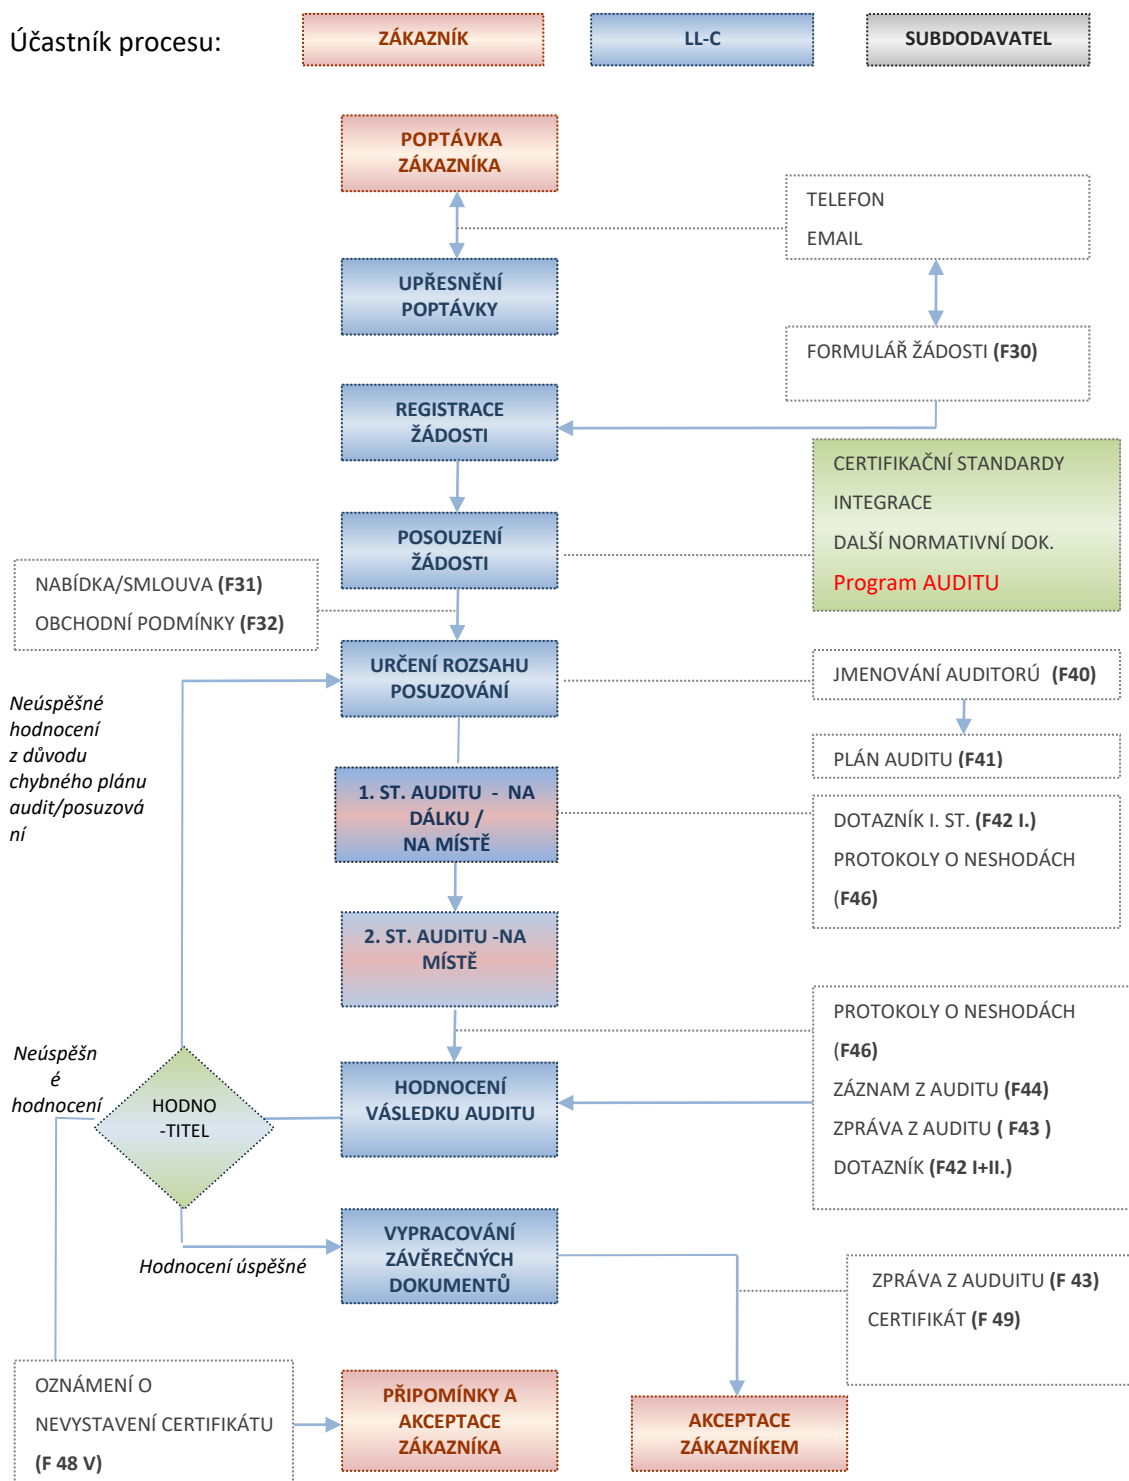 Účastník procesu:
ZÁKAZNÍK
LL-C
SUBDODAVATEL
POPTÁVKA
ZÁKAZNÍKA
TELEFON
EMAIL
UPŘESNĚNÍ
POPTÁVKY
FORMULÁŘ ŽÁDOSTI (F30)
REGISTRACE
ŽÁDOSTI
CERTIFIKAČNÍ STANDARDY
INTEGRACE
DALŠÍ NORMATIVNÍ DOK.
Program AUDITU
POSOUZENÍ
ŽÁDOSTI
NABÍDKA/SMLOUVA (F31)
OBCHODNÍ PODMÍNKY (F32)
URČENÍ ROZSAHU
POSUZOVÁNÍ
JMENOVÁNÍ AUDITORÚ (F40)
Neúspěšné
hodnocení
z důvodu
chybného plánu
audit/posuzová
ní
PLÁN AUDITU (F41)
1. ST. AUDITU - NA
DÁLKU /
NA MÍSTĚ
DOTAZNÍK I. ST. (F42 I.)
PROTOKOLY O NESHODÁCH
(F46)
2. ST. AUDITU -NA
MÍSTĚ
PROTOKOLY O NESHODÁCH
(F46)
ZÁZNAM Z AUDITU (F44)
ZPRÁVA Z AUDITU ( F43 )
DOTAZNÍK (F42 I+II.)
Neúspěšn
é
hodnocení
HODNO
-TITEL
HODNOCENÍ
VÁSLEDKU AUDITU
Hodnocení úspěšné
VYPRACOVÁNÍ
ZÁVĚREČNÝCH
DOKUMENTŮ
ZPRÁVA Z AUDUITU (F 43)
CERTIFIKÁT (F 49)
OZNÁMENÍ O
NEVYSTAVENÍ CERTIFIKÁTU
(F 48 V)
PŘIPOMÍNKY A
AKCEPTACE
ZÁKAZNÍKA
AKCEPTACE
ZÁKAZNÍKEM